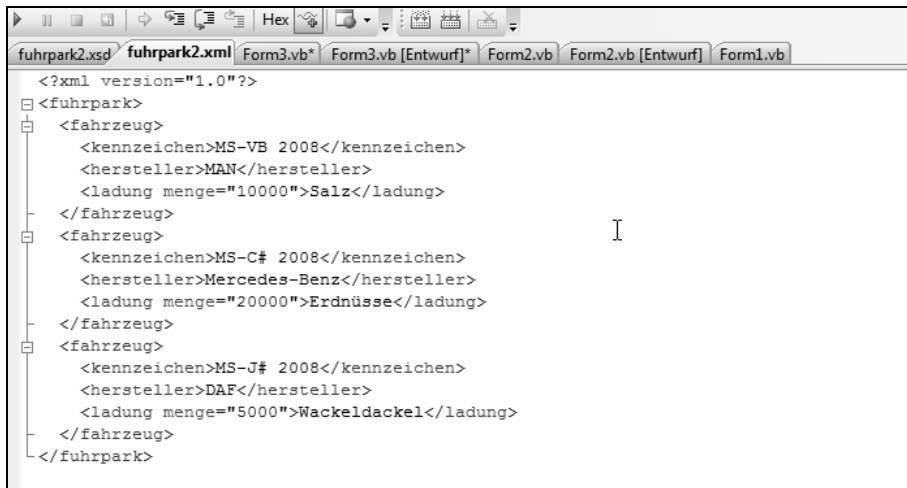 Hex
fuhrpark2.xsd fuhrpark2.xml Form3.vb* Form3.vb [Entwurf]* Form2.vb Form2.vb [Entwurf] Form1.vb
<?xml version="1.0"?>
<fuhrpark>
<fahrzeug>
<kennzeichen>MS-VB 2008</kennzeichen>
<hersteller>MAN</hersteller>
<ladung menge="10000">Salz</ladung>
</fahrzeug>
<fahrzeug>
<kennzeichen>MS-C# 2008</kennzeichen>
<hersteller>Mercedes-Benz</hersteller>
<ladung menge="20000">Erdnüsse</ladung>
</fahrzeug>
<fahrzeug>
<kennzeichen>MS-J# 2008</kennzeichen>
<hersteller>DAF</hersteller>
<ladung menge="5000">Wackeldackel</ladung>
</fahrzeug>
</fuhrpark>